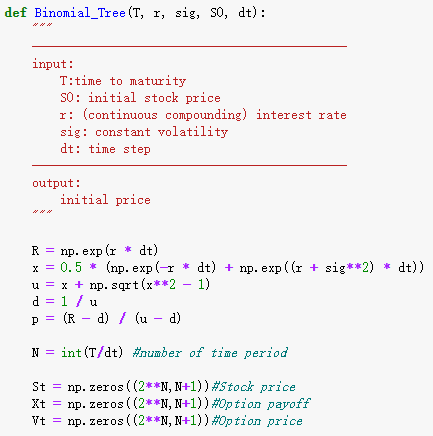 def Binomial_Tree(T, r, sig, SO, dt):
"""
input:
T:time to maturity
SO: initial stock price
r: (continuous compounding) interest rate
sig: constant volatility
dt: time step
output:
initial price
"""
R = np.exp(r * dt)
x = 0.5 * (np.exp(-r * dt) + np.exp((r + sig**2) * dt))
u = x + np.sqrt(x**2 - 1)
d = 1 / u
p = (R - d) / (u - d)
N = int(T/dt) #number of time period
St = np.zeros((2**N,N+1))#Stock price
Xt = np.zeros((2**N,N+1))#Option payoff
Vt = np.zeros((2**N,N+1))#Option price